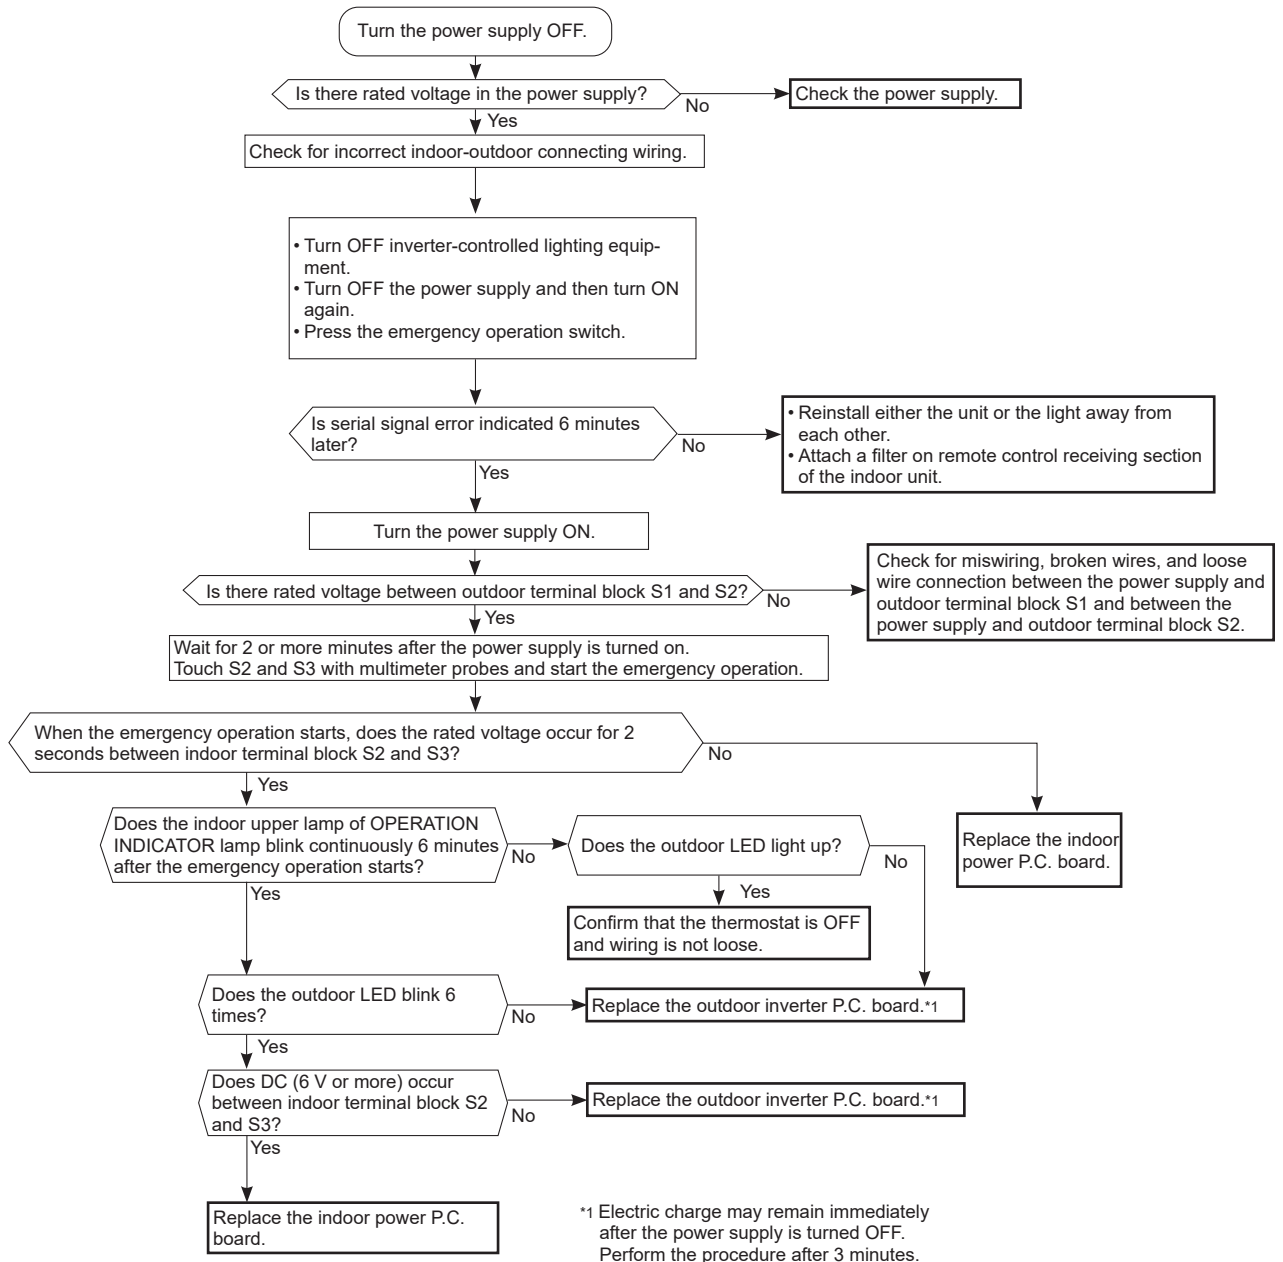 Turn the power supply OFF.
Is there rated voltage in the power supply?
No
Check the power supply.
Yes
Check for incorrect indoor-outdoor connecting wiring.
• Turn OFF inverter-controlled lighting equip-
ment.
• Turn OFF the power supply and then turn ON
again.
• Press the emergency operation switch.
Is serial signal error indicated 6 minutes
later?
No
• Reinstall either the unit or the light away from
each other.
• Attach a filter on remote control receiving section
of the indoor unit.
Yes
Turn the power supply ON.
Is there rated voltage between outdoor terminal block S1 and S2?
No
Check for miswiring, broken wires, and loose
wire connection between the power supply and
outdoor terminal block S1 and between the
power supply and outdoor terminal block S2.
Yes
Wait for 2 or more minutes after the power supply is turned on.
Touch S2 and S3 with multimeter probes and start the emergency operation.
When the emergency operation starts, does the rated voltage occur for 2
seconds between indoor terminal block S2 and S3?
No
Replace the indoor
power P.C. board.
Yes
Does the indoor upper lamp of OPERATION
INDICATOR lamp blink continuously 6 minutes
after the emergency operation starts?
No
Does the outdoor LED light up?
No
Yes
Confirm that the thermostat is OFF
and wiring is not loose.
Yes
Does the outdoor LED blink 6
times?
No
Replace the outdoor inverter P.C. board.*1
Yes
Does DC (6 V or more) occur
between indoor terminal block S2
and S3?
No
Replace the outdoor inverter P.C. board.*1
Yes
Replace the indoor power P.C.
board.
*1 Electric charge may remain immediately
after the power supply is turned OFF.
Perform the procedure after 3 minutes.